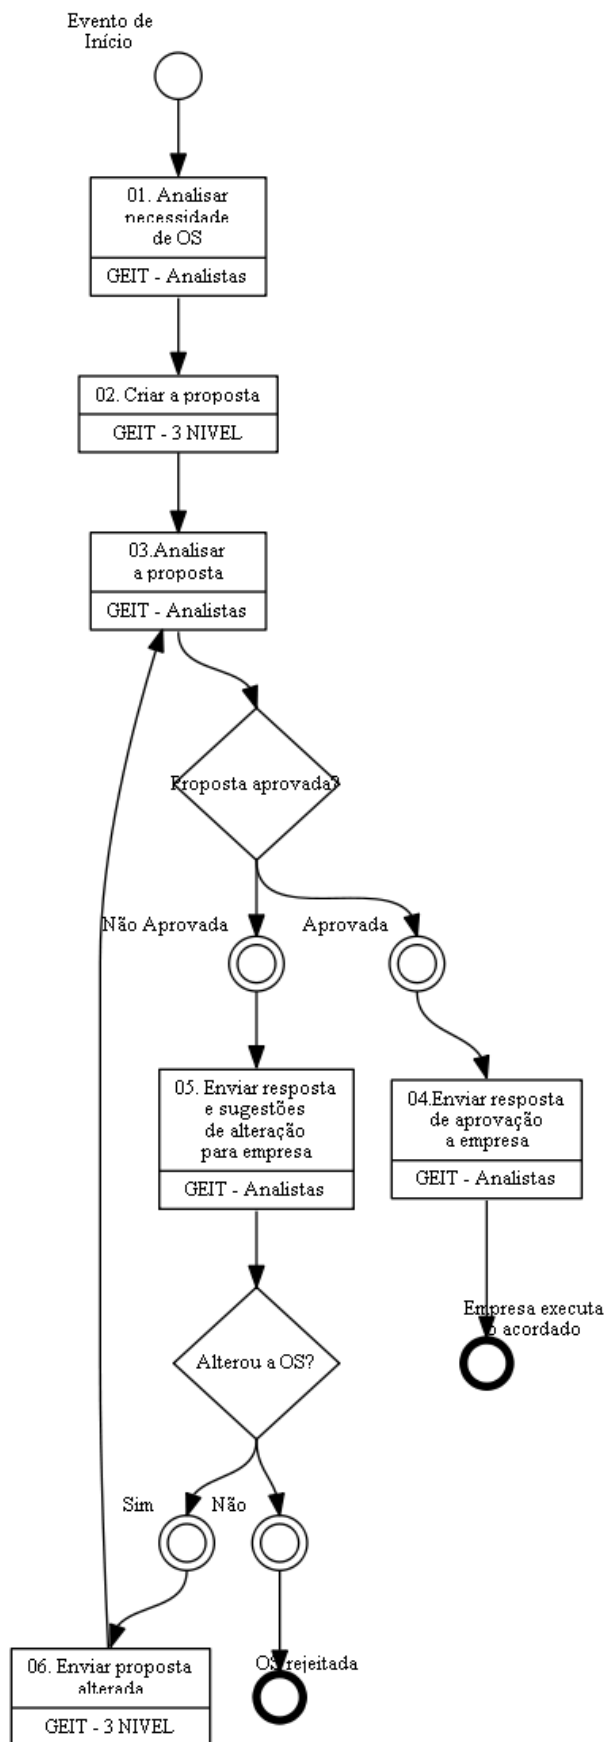 Evento de
Início
01. Analisar
necessidade
de OS
GEIT - Analistas
02. Criar a proposta
GEIT - 3 NIVEL
03.Analisar
a proposta
GEIT - Analistas
Proposta aprovada?
Não Aprovada
Aprovada
05. Enviar resposta
e sugestões
de alteração
para empresa
GEIT - Analistas
04.Enviar resposta
de aprovação
a empresa
GEIT - Analistas
Empresa executa
o acordado
Alterou a OS?
Sim
Não
OS rejeitada
06. Enviar proposta
alterada
GEIT - 3 NIVEL